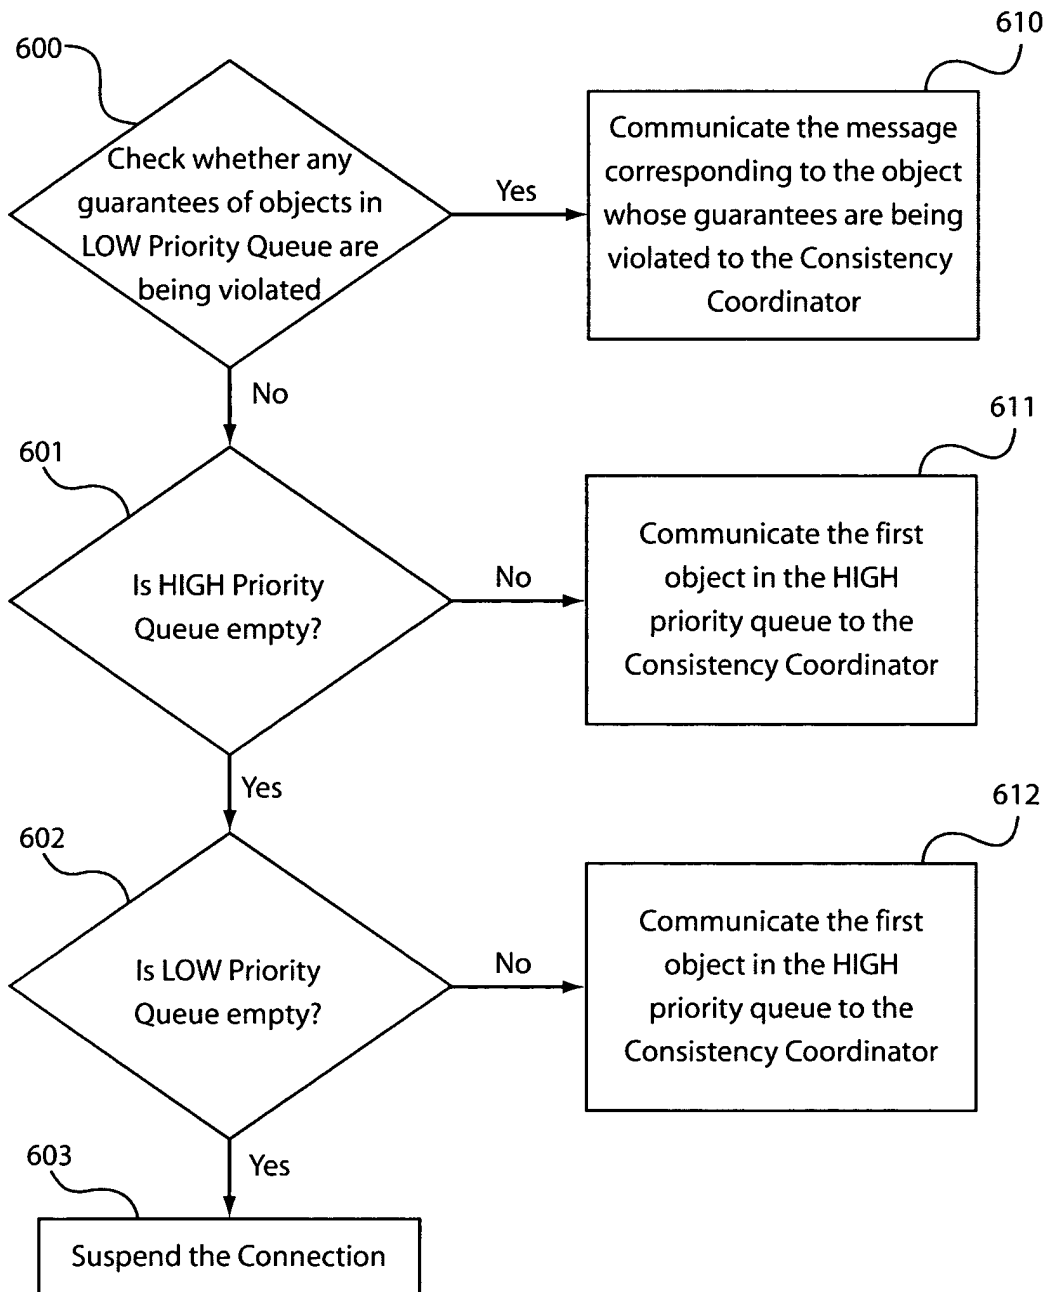 600
Check whether any
guarantees of objects in
LOW Priority Queue are
being violated
Yes
610
Communicate the message
corresponding to the object
whose guarantees are being
violated to the Consistency
Coordinator
No
601
Is HIGH Priority
Queue empty?
No
611
Communicate the first
object in the HIGH
priority queue to the
Consistency Coordinator
Yes
602
Is LOW Priority
Queue empty?
No
612
Communicate the first
object in the HIGH
priority queue to the
Consistency Coordinator
Yes
603
Suspend the Connection